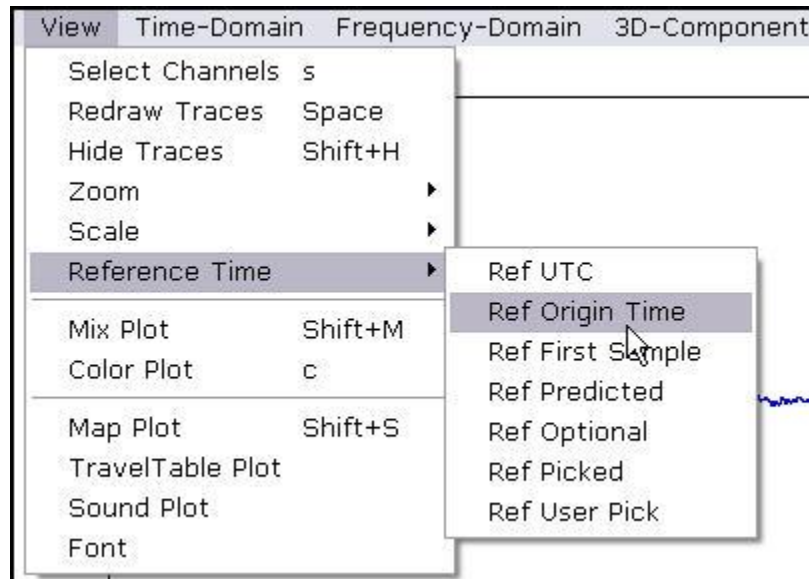 View Time-Domain Frequency-Domain 3D-Component
Select Channels s
Redraw Traces Space
Hide Traces Shift+H
Zoom
Scale
Reference Time
Mix Plot Shift+M
Color Plot c
Map Plot Shift+S
TravelTable Plot
Sound Plot
Font
Ref UTC
Ref Origin Time
Ref First Sample
Ref Predicted
Ref Optional
Ref Picked
Ref User Pick